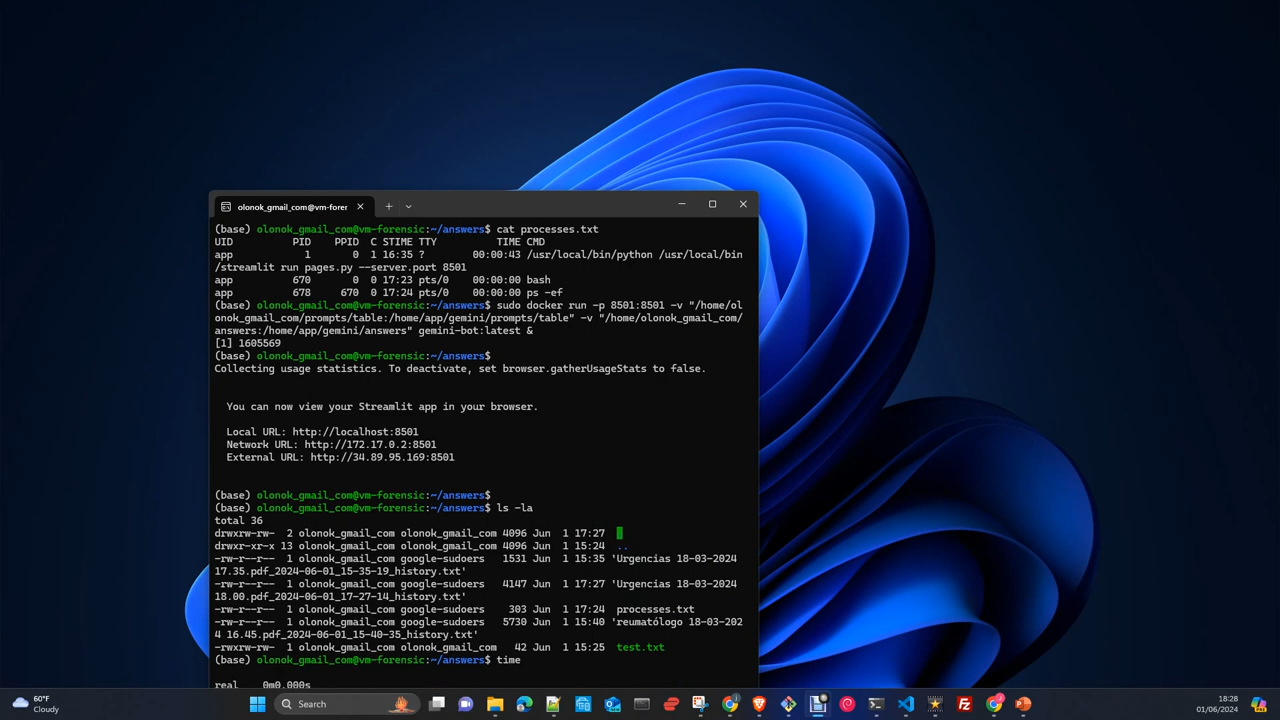 olonok_gmail_com@vm-forer
(base) olonok_gmail_com@vm-forensic:~/answers$ cat processes.txt
UID          PID    PPID  C STIME TTY          TIME CMD
app            1       0  1 16:35 ?        00:00:43 /usr/local/bin/python /usr/local/bin
/streamlit run pages.py --server.port 8501
app          670       0  0 17:23 pts/0    00:00:00 bash
app          678     670  0 17:24 pts/0    00:00:00 ps -ef
(base) olonok_gmail_com@vm-forensic:~/answers$ sudo docker run -p 8501:8501 -v "/home/ol
onok_gmail_com/prompts/table:/home/app/gemini/prompts/table" -v "/home/olonok_gmail_com/
answers:/home/app/gemini/answers" gemini-bot:latest &
[1] 1605569
(base) olonok_gmail_com@vm-forensic:~/answers$
Collecting usage statistics. To deactivate, set browser.gatherUsageStats to false.
You can now view your Streamlit app in your browser.
Local URL: http://localhost:8501
Network URL: http://172.17.0.2:8501
External URL: http://34.89.95.169:8501
(base) olonok_gmail_com@vm-forensic:~/answers$
(base) olonok_gmail_com@vm-forensic:~/answers$ ls -la
total 36
drwxrw-rw-  2 olonok_gmail_com olonok_gmail_com 4096 Jun  1 17:27  .
drwxr-xr-x 13 olonok_gmail_com olonok_gmail_com 4096 Jun  1 15:24  ..
-rw-r--r--  1 olonok_gmail_com google-sudoers   1531 Jun  1 15:35 'Urgencias 18-03-2024
17.35.pdf_2024-06-01_15-35-19_history.txt'
-rw-r--r--  1 olonok_gmail_com google-sudoers   4147 Jun  1 17:27 'Urgencias 18-03-2024
18.00.pdf_2024-06-01_17-27-14_history.txt'
-rw-r--r--  1 olonok_gmail_com google-sudoers    303 Jun  1 17:24  processes.txt
-rw-r--r--  1 olonok_gmail_com google-sudoers   5730 Jun  1 15:40 'reumatólogo 18-03-202
4 16.45.pdf_2024-06-01_15-40-35_history.txt'
-rwxrw-rw-  1 olonok_gmail_com olonok_gmail_com   42 Jun  1 15:25  test.txt
(base) olonok_gmail_com@vm-forensic:~/answers$ time
real    0m0.000s
60°F
Cloudy
Search
18:28
01/06/2024